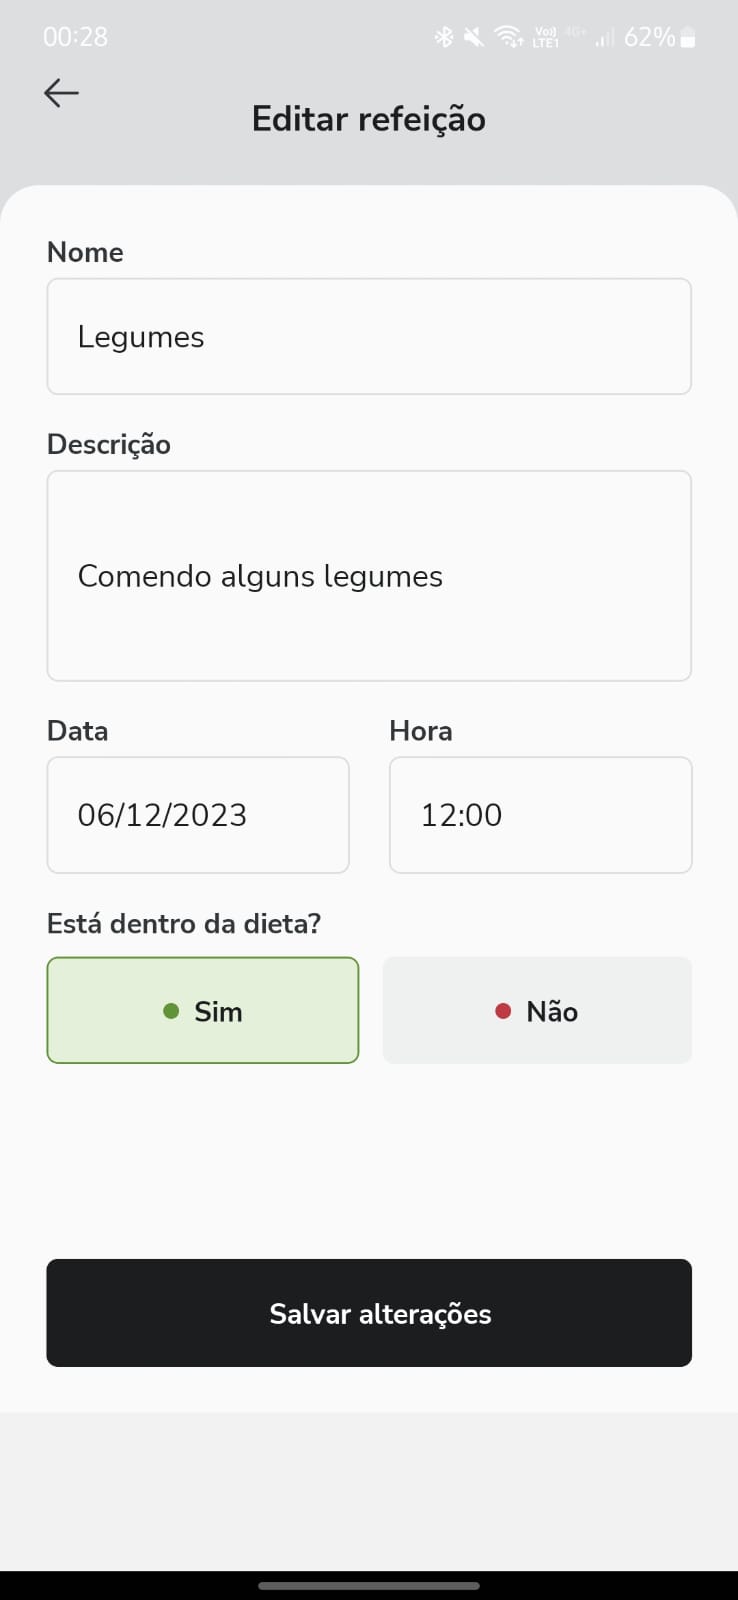 00:28
Vo)) 4G+
LTE1 62%
Editar refeição
Nome
Legumes
Descrição
Comendo alguns legumes
Data Hora
06/12/2023 12:00
Está dentro da dieta?
Sim Não
Salvar alterações